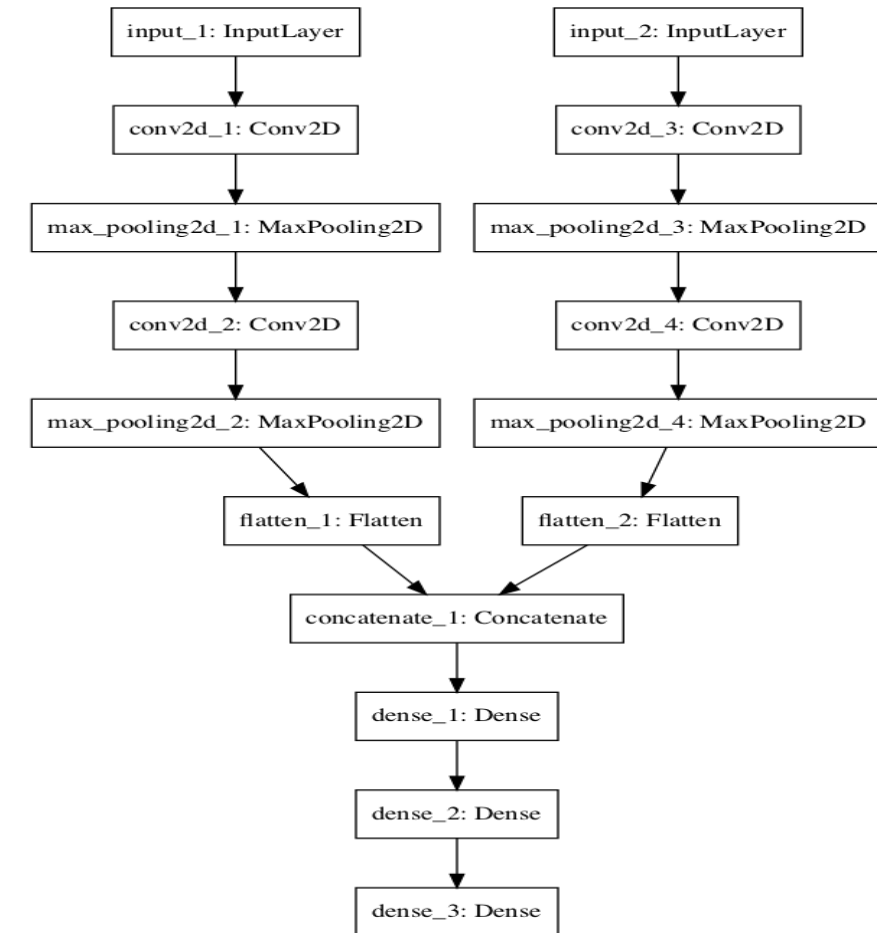 input_1: InputLayer
input_2: InputLayer
conv2d_1: Conv2D
conv2d_3: Conv2D
max_pooling2d_1: MaxPooling2D
max_pooling2d_3: MaxPooling2D
conv2d_2: Conv2D
conv2d_4: Conv2D
max_pooling2d_2: MaxPooling2D
max_pooling2d_4: MaxPooling2D
flatten_1: Flatten
flatten_2: Flatten
concatenate_1: Concatenate
dense_1: Dense
dense_2: Dense
dense_3: Dense